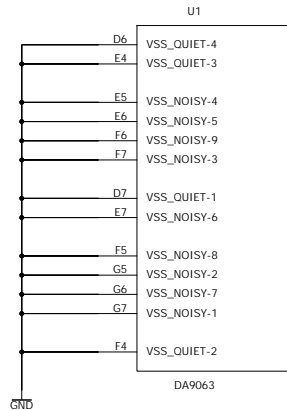 U1
D6 VSS_QUIET-4
E4 VSS_QUIET-3
E5 VSS_NOISY-4
E6 VSS_NOISY-5
F6 VSS_NOISY-9
F7 VSS_NOISY-3
D7 VSS_QUIET-1
E7 VSS_NOISY-6
F5 VSS_NOISY-8
G5 VSS_NOISY-2
G6 VSS_NOISY-7
G7 VSS_NOISY-1
F4 VSS_QUIET-2
DA9063
GND